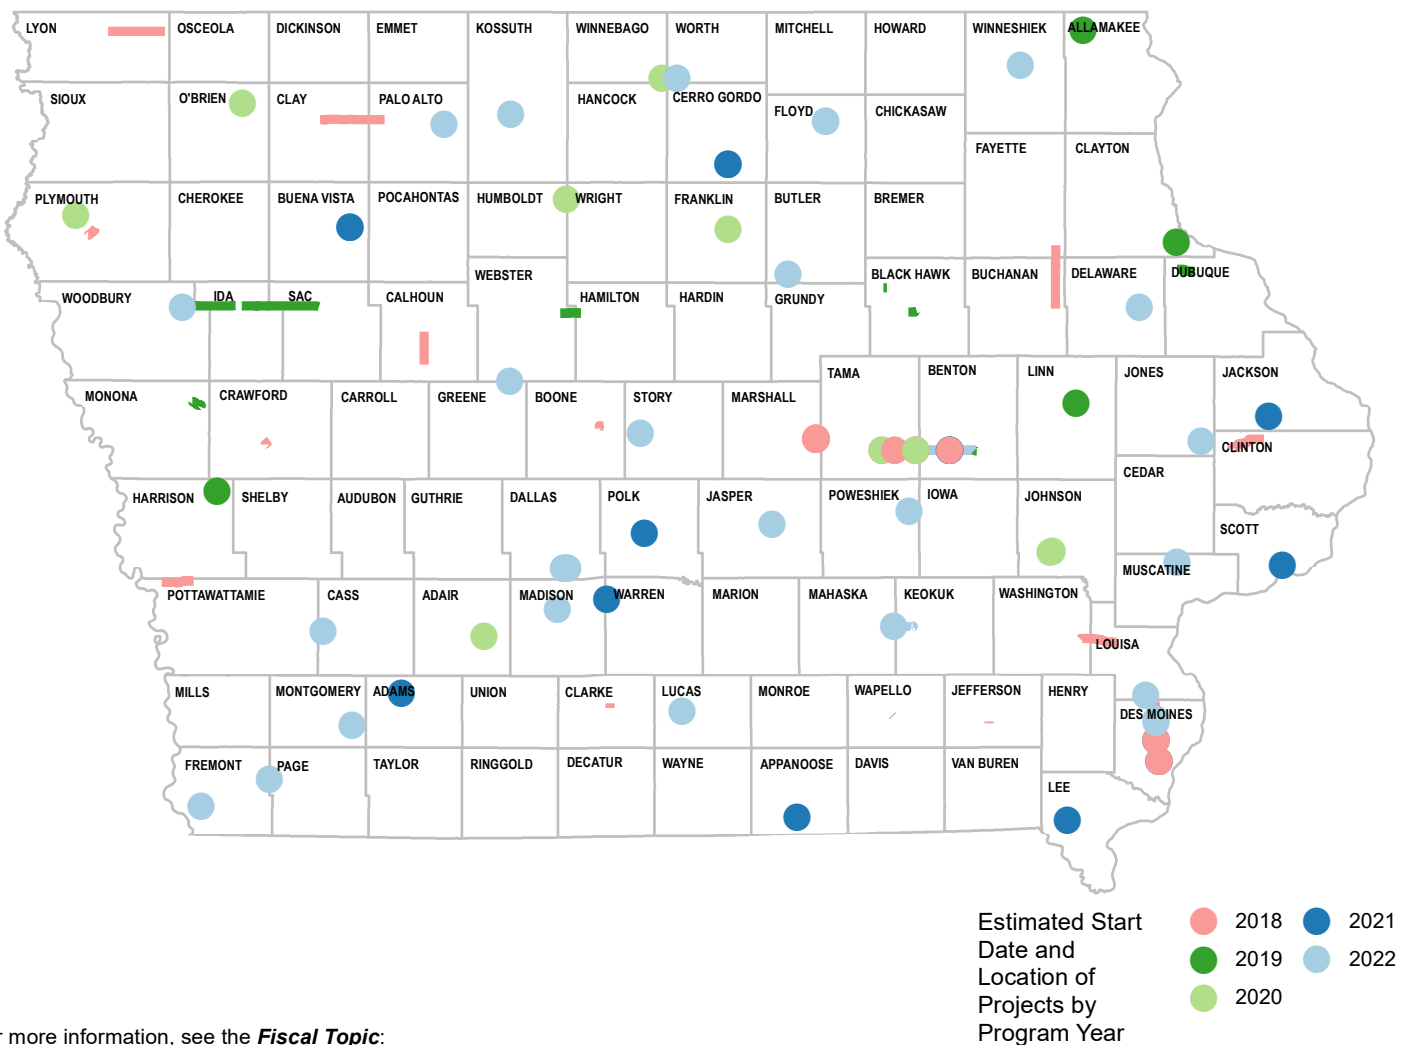 LYON OSCEOLA DICKINSON EMMET KOSSUTH WINNEBAGO WORTH MITCHELL HOWARD WINNESHIEK ALLAMAKEE
SIOUX O'BRIEN CLAY PALO ALTO HANCOCK CERRO GORDO FLOYD CHICKASAW
FAYETTE CLAYTON
PLYMOUTH CHEROKEE BUENA VISTA POCAHONTAS HUMBOLDT WRIGHT FRANKLIN BUTLER BREMER
WOODBURY IDA SAC CALHOUN WEBSTER HAMILTON HARDIN GRUNDY BLACK HAWK BUCHANAN DELAWARE DUBUQUE
MONONA CRAWFORD CARROLL GREENE BOONE STORY MARSHALL TAMA BENTON LINN JONES JACKSON
CLINTON
CEDAR
HARRISON SHELBY AUDUBON GUTHRIE DALLAS POLK JASPER POWESHIEK IOWA JOHNSON
SCOTT
MUSCATINE
POTTAWATTAMIE CASS ADAIR MADISON WARREN MARION MAHASKA KEOKUK WASHINGTON
LOUISA
MILLS MONTGOMERY ADAMS UNION CLARKE LUCAS MONROE WAPELLO JEFFERSON HENRY
DES MOINES
FREMONT PAGE TAYLOR RINGGOLD DECATUR WAYNE APPANOOSE DAVIS VAN BUREN
LEE
Estimated Start
Date and
Location of
Projects by
Program Year
2018 2021
2019 2022
2020
more information, see the Fiscal Topic: